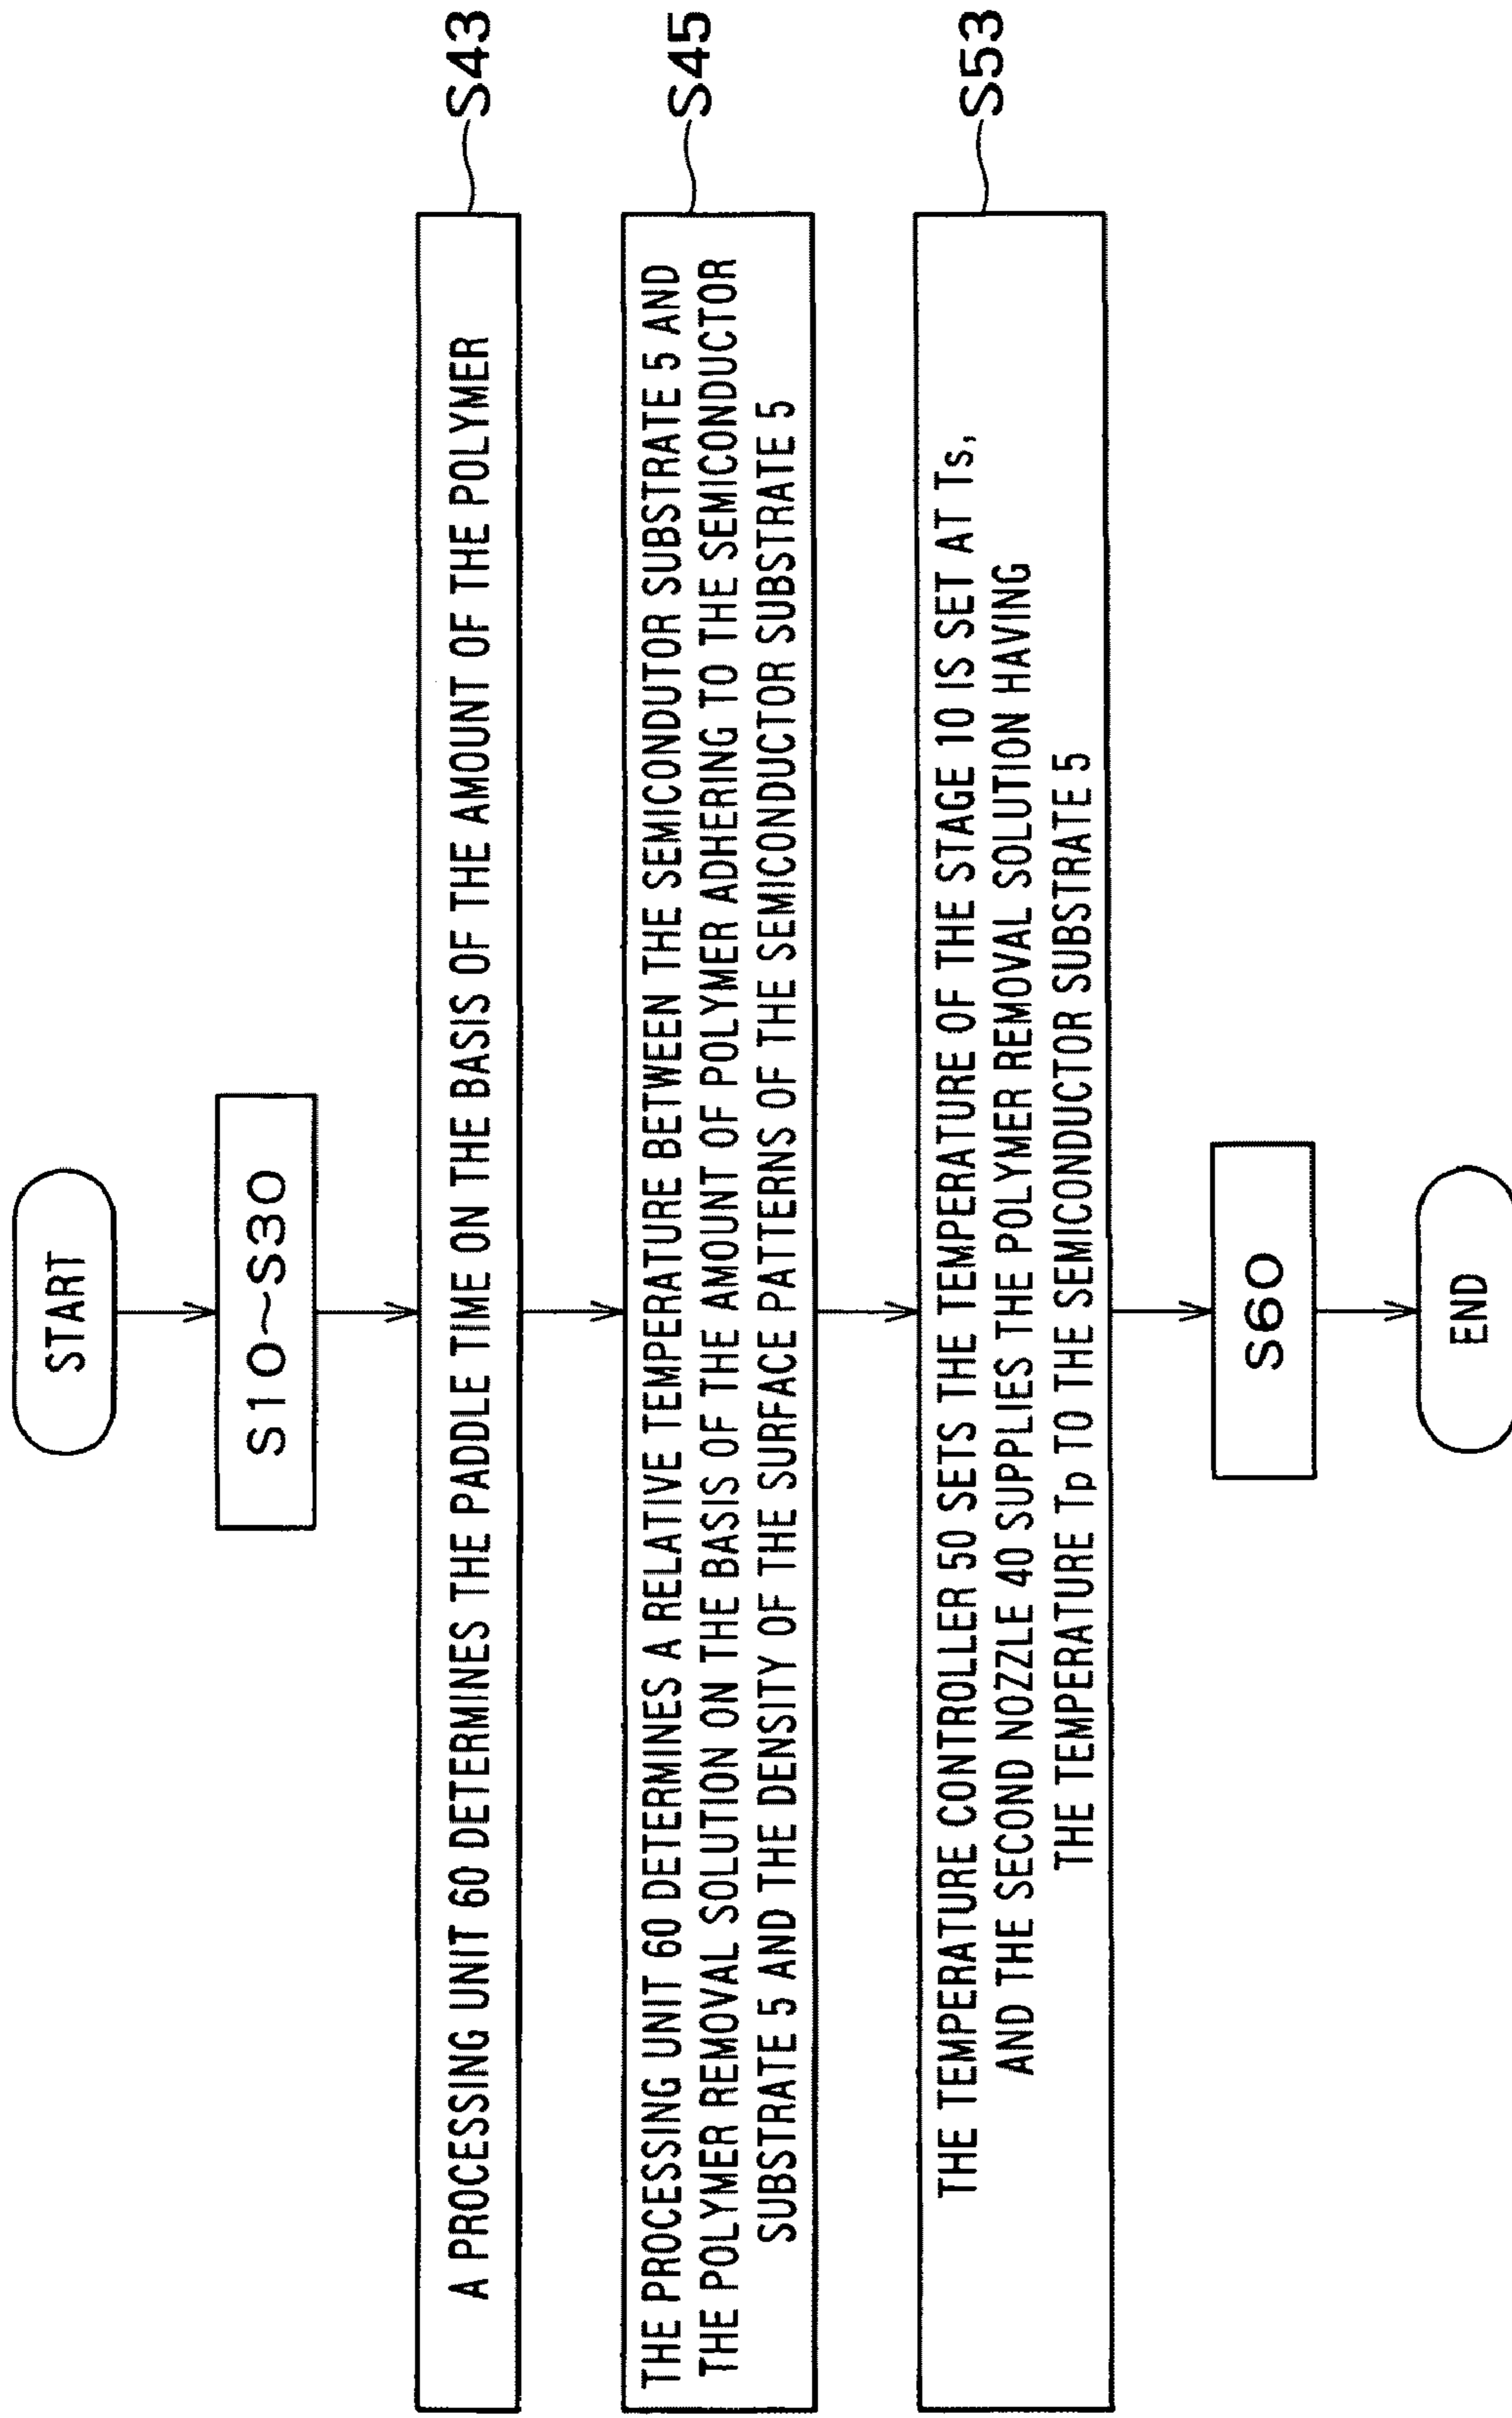 START
S10~S30
A PROCESSING UNIT 60 DETERMINES THE PADDLE TIME ON THE BASIS OF THE AMOUNT OF THE POLYMER
S43
THE PROCESSING UNIT 60 DETERMINES A RELATIVE TEMPERATURE BETWEEN THE SEMICONDUTOR SUBSTRATE 5 AND
THE POLYMER REMOVAL SOLUTION ON THE BASIS OF THE AMOUNT OF POLYMER ADHERING TO THE SEMICONDUCTOR
SUBSTRATE 5 AND THE DENSITY OF THE SURFACE PATTERNS OF THE SEMICONDUCTOR SUBSTRATE 5
S45
THE TEMPERATURE CONTROLLER 50 SETS THE TEMPERATURE OF THE STAGE 10 IS SET AT Ts,
AND THE SECOND NOZZLE 40 SUPPLIES THE POLYMER REMOVAL SOLUTION HAVING
THE TEMPERATURE Tp TO THE SEMICONDUCTOR SUBSTRATE 5
S53
S60
END